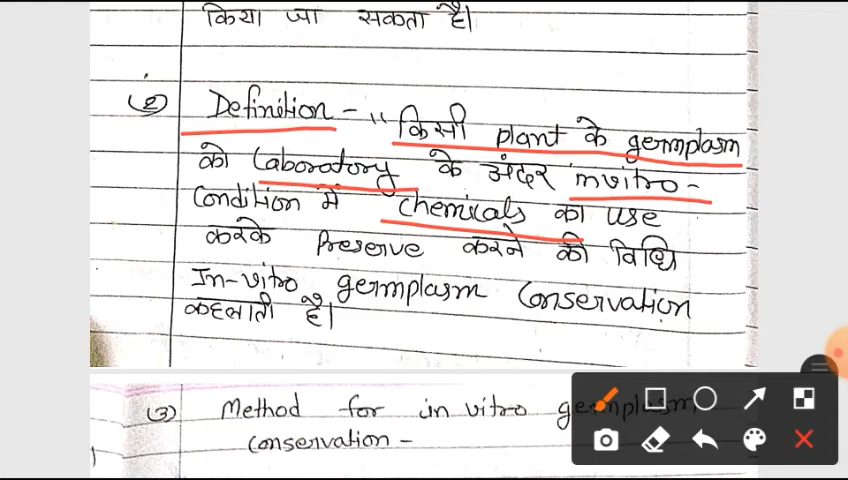 किया जा सकता है।
(2) Definition - "किसी plant के germplasm
को Laboratory के अंदर invitro-
Condition में chemicals का use
करके Preserve करने की विधि
In-vitro germplasm Conservation
कहलाती है।
(3) Method for in vitro germplasm
Conservation -